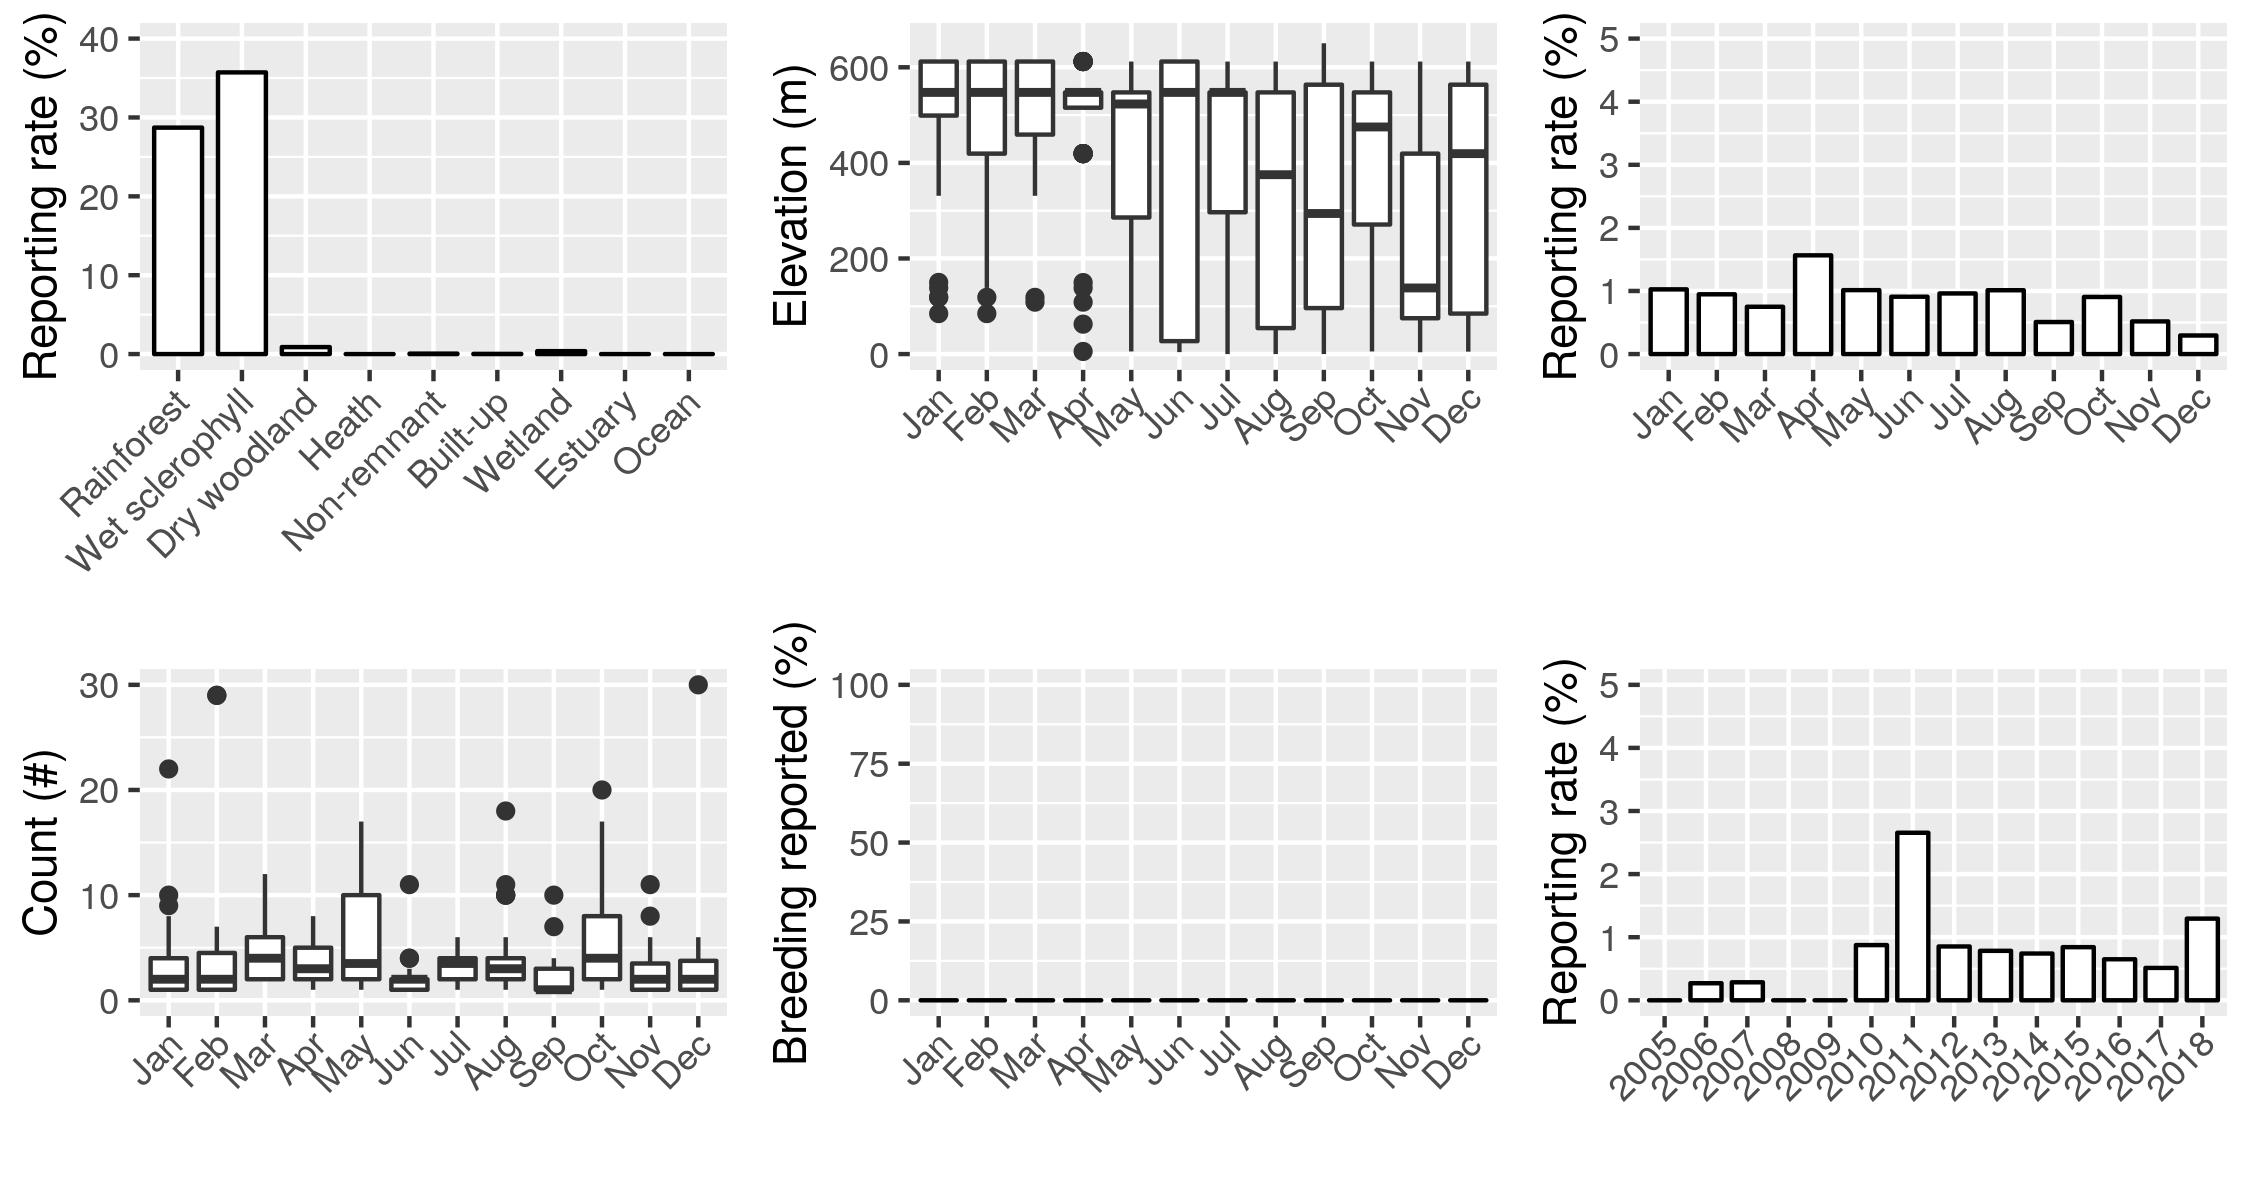 Reporting rate (%)
40
30
20
10
0
Rainforest
Wet sclerophyll
Dry woodland
Heath
Non-remnant
Built-up
Wetland
Estuary
Ocean
Elevation (m)
600
400
200
0
Jan
Feb
Mar
Apr
May
Jun
Jul
Aug
Sep
Oct
Nov
Dec
Reporting rate (%)
5
4
3
2
1
0
Jan
Feb
Mar
Apr
May
Jun
Jul
Aug
Sep
Oct
Nov
Dec
Count (#)
30
20
10
0
Jan
Feb
Mar
Apr
May
Jun
Jul
Aug
Sep
Oct
Nov
Dec
Breeding reported (%)
100
75
50
25
0
Jan
Feb
Mar
Apr
May
Jun
Jul
Aug
Sep
Oct
Nov
Dec
Reporting rate (%)
5
4
3
2
1
0
2005
2006
2007
2008
2009
2010
2011
2012
2013
2014
2015
2016
2017
2018